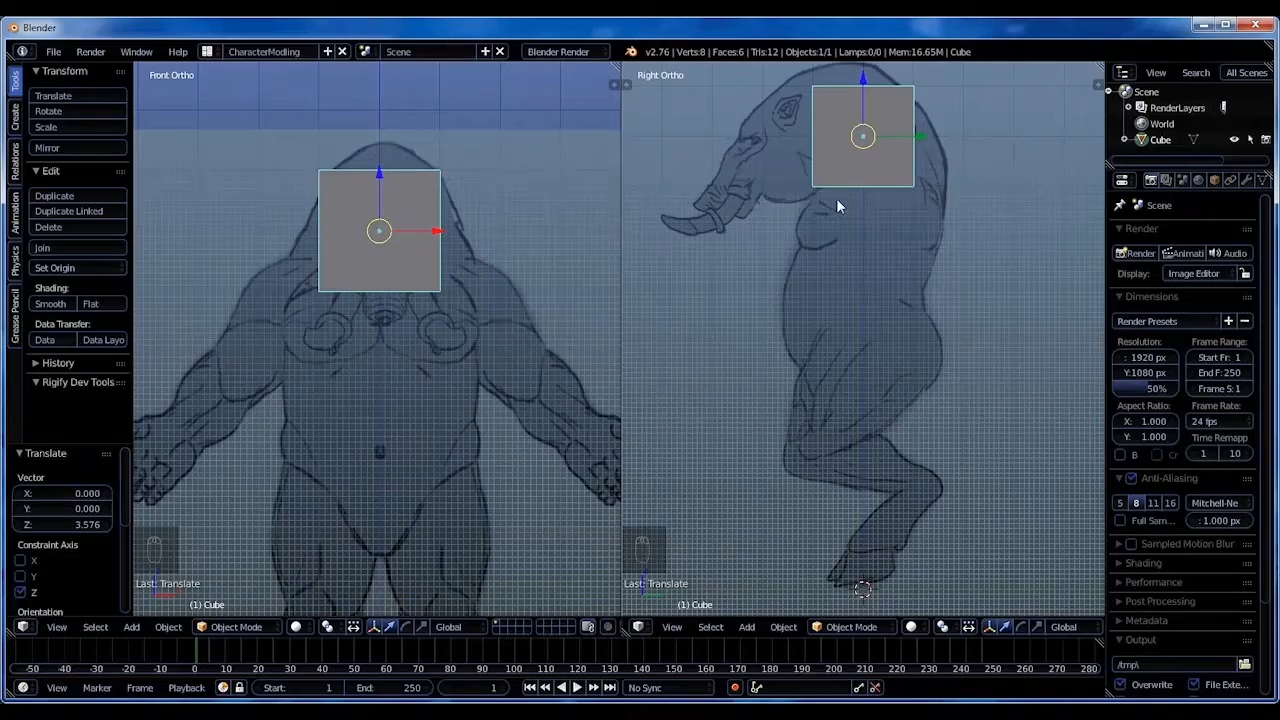 Blender
File Render Window Help CharacterModling Scene Blender Render v2.76 | Verts:8 | Faces:6 | Tris:12 | Objects:1/1 | Lamps:0/0 | Mem:16.65M | Cube
Tools
Create
Relations
Animation
Physics
Grease Pencil
Transform
Translate
Rotate
Scale
Mirror
Edit
Duplicate
Duplicate Linked
Delete
Join
Set Origin
Shading:
Smooth Flat
Data Transfer:
Data Data Layo
History
Rigify Dev Tools
Translate
Vector
X: 0.000
Y: 0.000
Z: 3.576
Constraint Axis
X
Y
Z
Orientation
Front Ortho
Last: Translate
(1) Cube
View Select Add Object Object Mode Global
Right Ortho
Last: Translate
(1) Cube
View Select Add Object Object Mode Global
View Search All Scenes
Scene
RenderLayers
World
Cube
Scene
Render
Render Animati Audio
Display: Image Editor
Dimensions
Render Presets
Resolution: Frame Range:
: 1920 px Start Fr: 1
Y:1080 px End F: 250
50% Frame S: 1
Aspect Ratio: Frame Rate:
X: 1.000 24 fps
Y: 1.000 Time Remapp
B Cr 1 10
Anti-Aliasing
5 8 11 16 Mitchell-Ne
Full Sam... : 1.000 px
Sampled Motion Blur
Shading
Performance
Post Processing
Metadata
Output
/tmp\
Overwrite File Exte...
-50 -40 -30 -20 -10 0 10 20 30 40 50 60 70 80 90 100 110 120 130 140 150 160 170 180 190 200 210 220 230 240 250 260 270 280
View Marker Frame Playback Start: 1 End: 250 1 No Sync